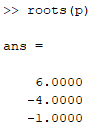 >> roots(p)
ans =
6.0000
-4.0000
-1.0000